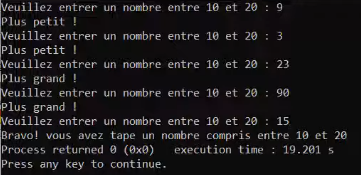 Veuillez entrer un nombre entre 10 et 20 : 9
Plus petit !
Veuillez entrer un nombre entre 10 et 20 : 3
Plus petit !
Veuillez entrer un nombre entre 10 et 20 : 23
Plus grand !
Veuillez entrer un nombre entre 10 et 20 : 90
Plus grand !
Veuillez entrer un nombre entre 10 et 20 : 15
Bravo! vous avez tape un nombre compris entre 10 et 20
Process returned 0 (0x0)   execution time : 19.201 s
Press any key to continue.